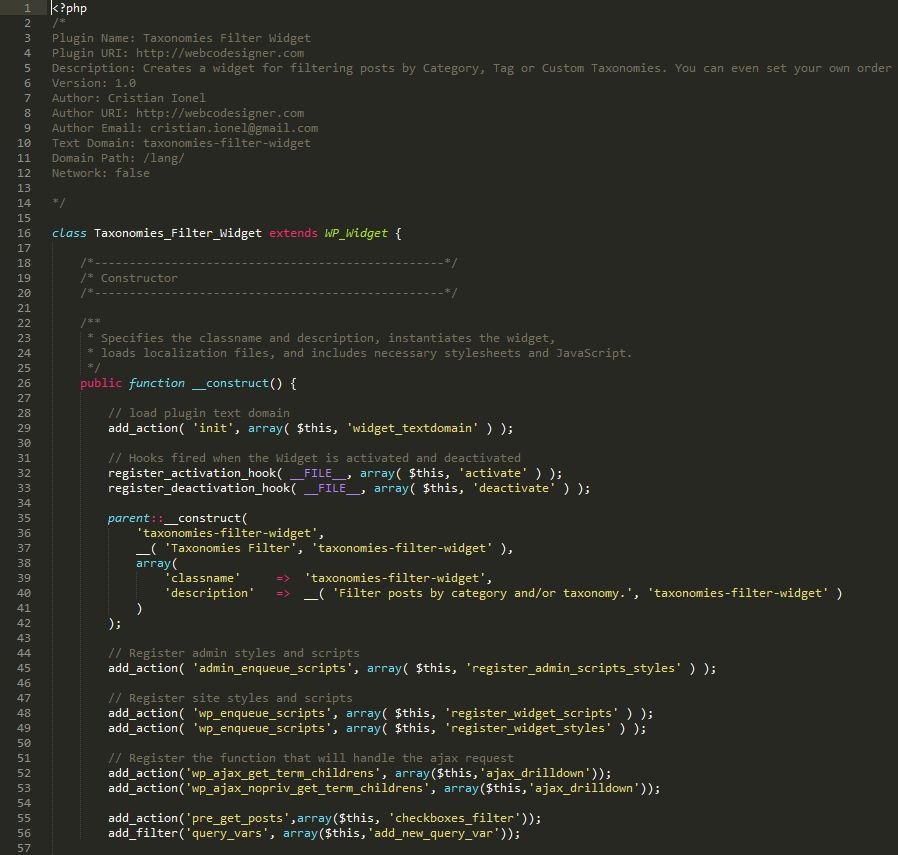 1 <?php
2 /*
3 Plugin Name: Taxonomies Filter Widget
4 Plugin URI: http://webcodesigner.com
5 Description: Creates a widget for filtering posts by Category, Tag or Custom Taxonomies. You can even set your own order
6 Version: 1.0
7 Author: Cristian Ionel
8 Author URI: http://webcodesigner.com
9 Author Email: cristian.ionel@gmail.com
10 Text Domain: taxonomies-filter-widget
11 Domain Path: /lang/
12 Network: false
13
14 */
15
16 class Taxonomies_Filter_Widget extends WP_Widget {
17
18 /*--------------------------------------------------*/
19 /* Constructor
20 /*--------------------------------------------------*/
21
22 /**
23 * Specifies the classname and description, instantiates the widget,
24 * loads localization files, and includes necessary stylesheets and JavaScript.
25 */
26 public function __construct() {
27
28 // load plugin text domain
29 add_action( 'init', array( $this, 'widget_textdomain' ) );
30
31 // Hooks fired when the Widget is activated and deactivated
32 register_activation_hook( __FILE__, array( $this, 'activate' ) );
33 register_deactivation_hook( __FILE__, array( $this, 'deactivate' ) );
34
35 parent::__construct(
36 'taxonomies-filter-widget',
37 __( 'Taxonomies Filter', 'taxonomies-filter-widget' ),
38 array(
39 'classname' => 'taxonomies-filter-widget',
40 'description' => __( 'Filter posts by category and/or taxonomy.', 'taxonomies-filter-widget' )
41 )
42 );
43
44 // Register admin styles and scripts
45 add_action( 'admin_enqueue_scripts', array( $this, 'register_admin_scripts_styles' ) );
46
47 // Register site styles and scripts
48 add_action( 'wp_enqueue_scripts', array( $this, 'register_widget_scripts' ) );
49 add_action( 'wp_enqueue_scripts', array( $this, 'register_widget_styles' ) );
50
51 // Register the function that will handle the ajax request
52 add_action('wp_ajax_get_term_childrens', array($this,'ajax_drilldown'));
53 add_action('wp_ajax_nopriv_get_term_childrens', array($this,'ajax_drilldown'));
54
55 add_action('pre_get_posts',array($this, 'checkboxes_filter'));
56 add_filter('query_vars', array($this,'add_new_query_var'));
57